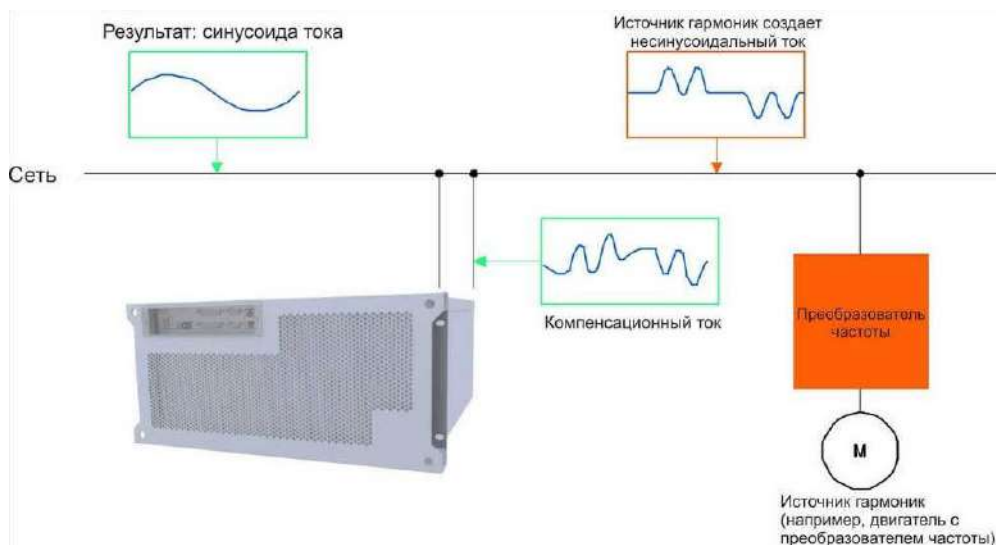 Результат: синусоида тока
Источник гармоник создает
несинусоидальный ток
Сеть
Компенсационный ток
Преобразователь
частоты
M
Источник гармоник
(например, двигатель с
преобразователем частоты)